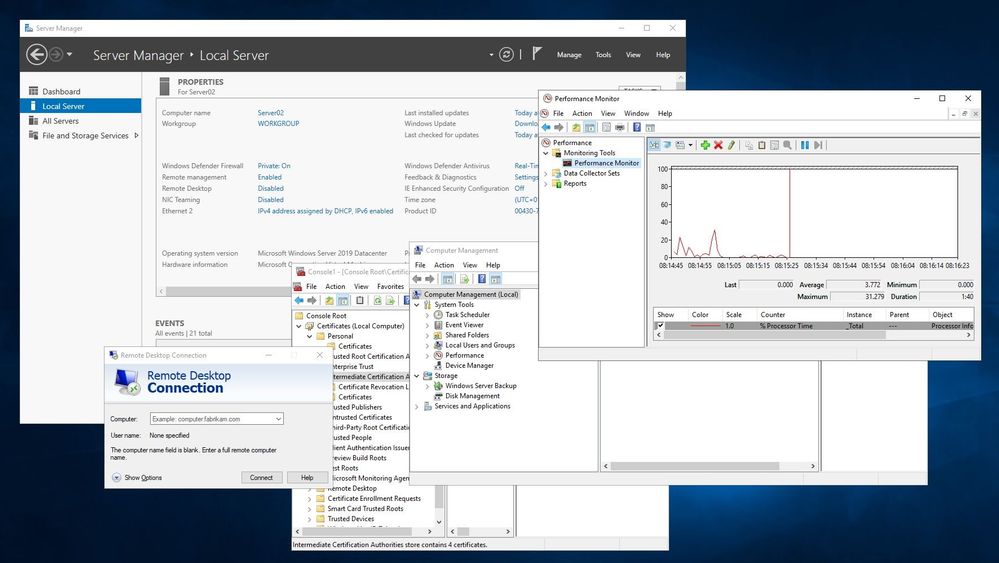 Server Manager
Server Manager • Local Server
Manage Tools View Help
Dashboard
Local Server
All Servers
File and Storage Services
PROPERTIES
For Server02
Computer name Server02
Workgroup WORKGROUP
Last installed updates Today a
Windows Update Downlo
Last checked for updates Today a
Windows Defender Firewall Private: On
Remote management Enabled
Remote Desktop Disabled
NIC Teaming Disabled
Ethernet 2 IPv4 address assigned by DHCP, IPv6 enabled
Windows Defender Antivirus Real-Tim
Feedback & Diagnostics Settings
IE Enhanced Security Configuration Off
Time zone (UTC+01
Product ID 00430-7
Operating system version Microsoft Windows Server 2019 Datacenter
Hardware information Microsoft
EVENTS
All events | 21 total
Performance Monitor
File Action View Window Help
Performance
Monitoring Tools
Performance Monitor
Data Collector Sets
Reports
100
80
60
40
20
0
08:14:45 08:14:55 08:15:05 08:15:15 08:15:25 08:15:34 08:15:44 08:15:54 08:16:04 08:16:14 08:16:23
Last 0.000 Average 3.772 Minimum 0.000
Maximum 31.279 Duration 1:40
Show Color Scale Counter Instance Parent Object
1.0 % Processor Time _Total --- Processor Info
Computer Management
File Action View Help
Computer Management (Local)
System Tools
Task Scheduler
Event Viewer
Shared Folders
Local Users and Groups
Performance
Device Manager
Storage
Windows Server Backup
Disk Management
Services and Applications
Console1 - [Console Root\Certific
File Action View Favorites
Console Root
Certificates (Local Computer)
Personal
Certificates
Trusted Root Certification A
Enterprise Trust
Intermediate Certification A
Certificate Revocation L
Certificates
Trusted Publishers
Untrusted Certificates
Third-Party Root Certificati
Trusted People
Client Authentication Issuer
Preview Build Roots
Test Roots
Microsoft Monitoring Agen
Remote Desktop
Certificate Enrollment Requests
Smart Card Trusted Roots
Trusted Devices
Intermediate Certification Authorities store contains 4 certificates.
Remote Desktop Connection
Remote Desktop
Connection
Computer: Example: computer.fabrikam.com
User name: None specified
The computer name field is blank. Enter a full remote computer
name.
Show Options Connect Help